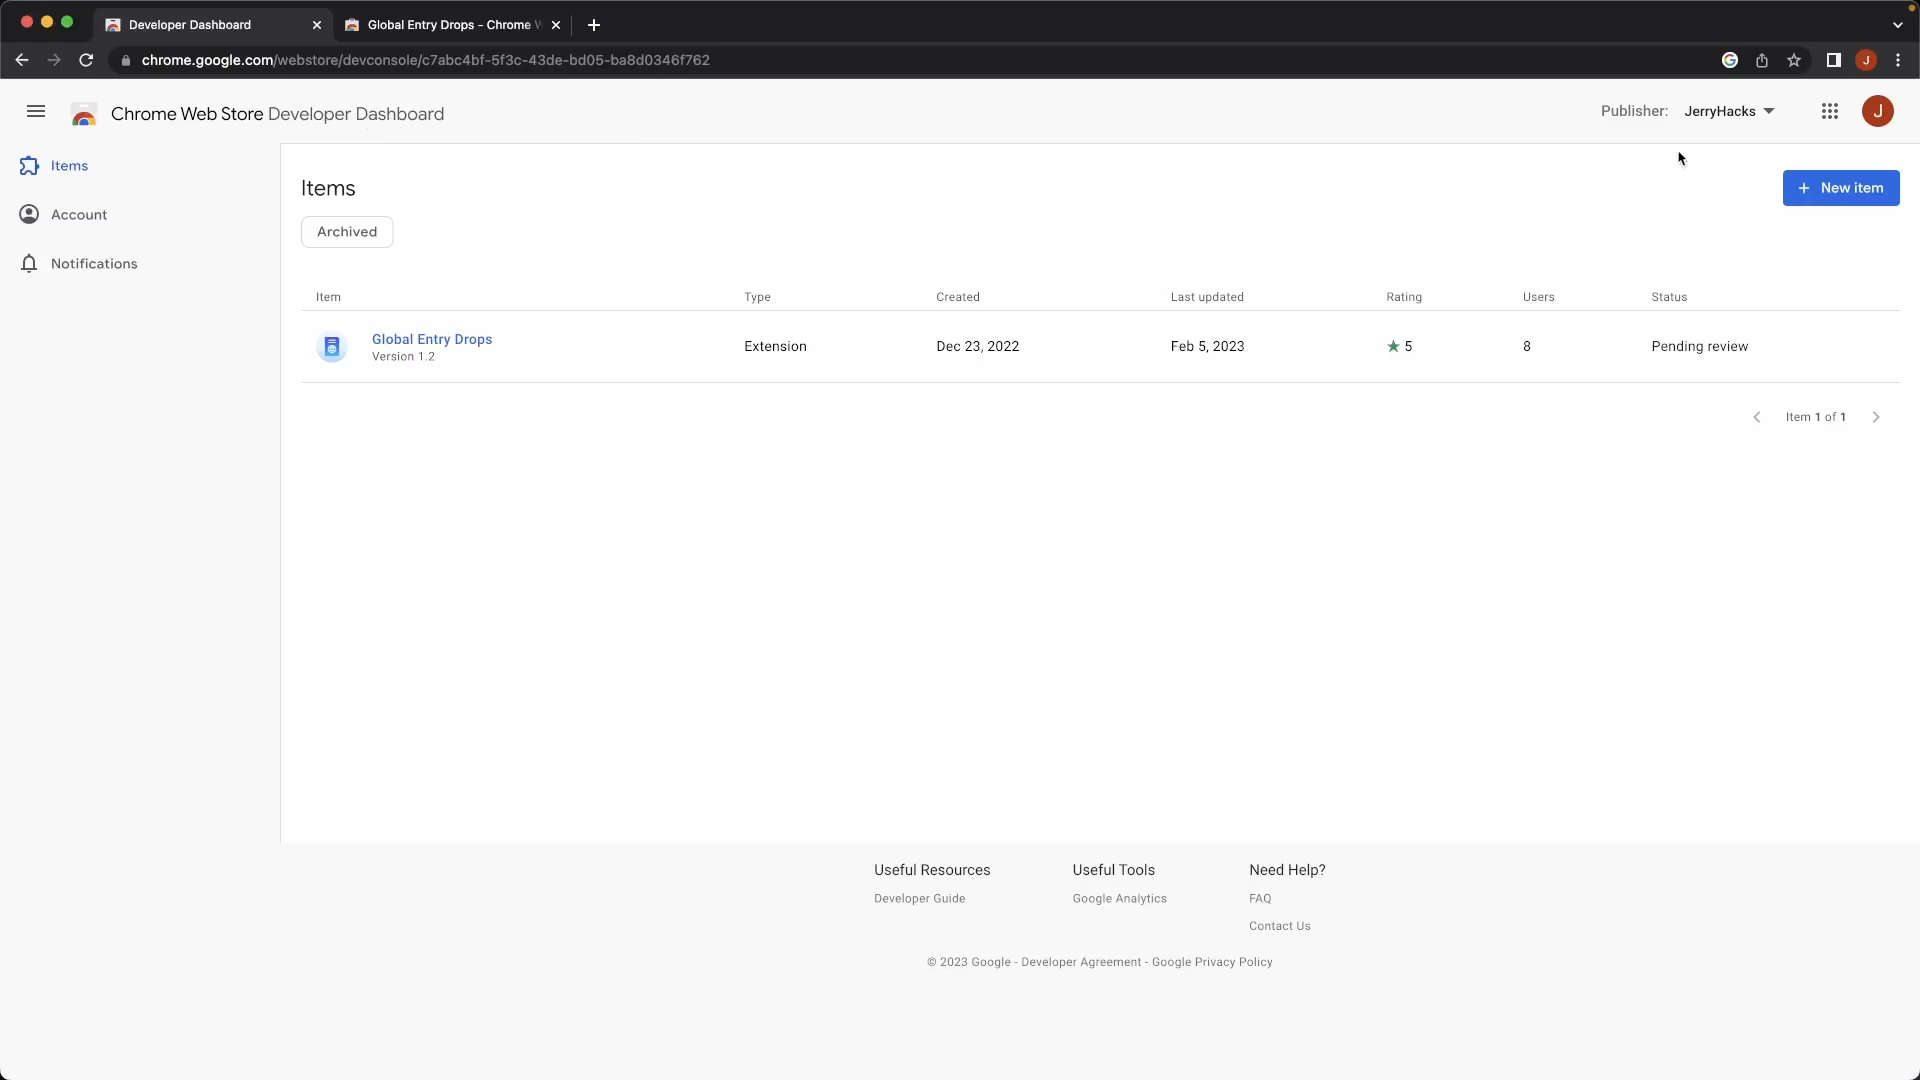 Developer Dashboard
Global Entry Drops - Chrome W
chrome.google.com/webstore/devconsole/c7abc4bf-5f3c-43de-bd05-ba8d0346f762
J
Chrome Web Store Developer Dashboard
Publisher: JerryHacks
J
Items
Account
Notifications
Items
+ New item
Archived
Item Type Created Last updated Rating Users Status
Global Entry Drops
Version 1.2
Extension Dec 23, 2022 Feb 5, 2023 ★ 5 8 Pending review
Item 1 of 1
Useful Resources
Developer Guide
Useful Tools
Google Analytics
Need Help?
FAQ
Contact Us
© 2023 Google - Developer Agreement - Google Privacy Policy